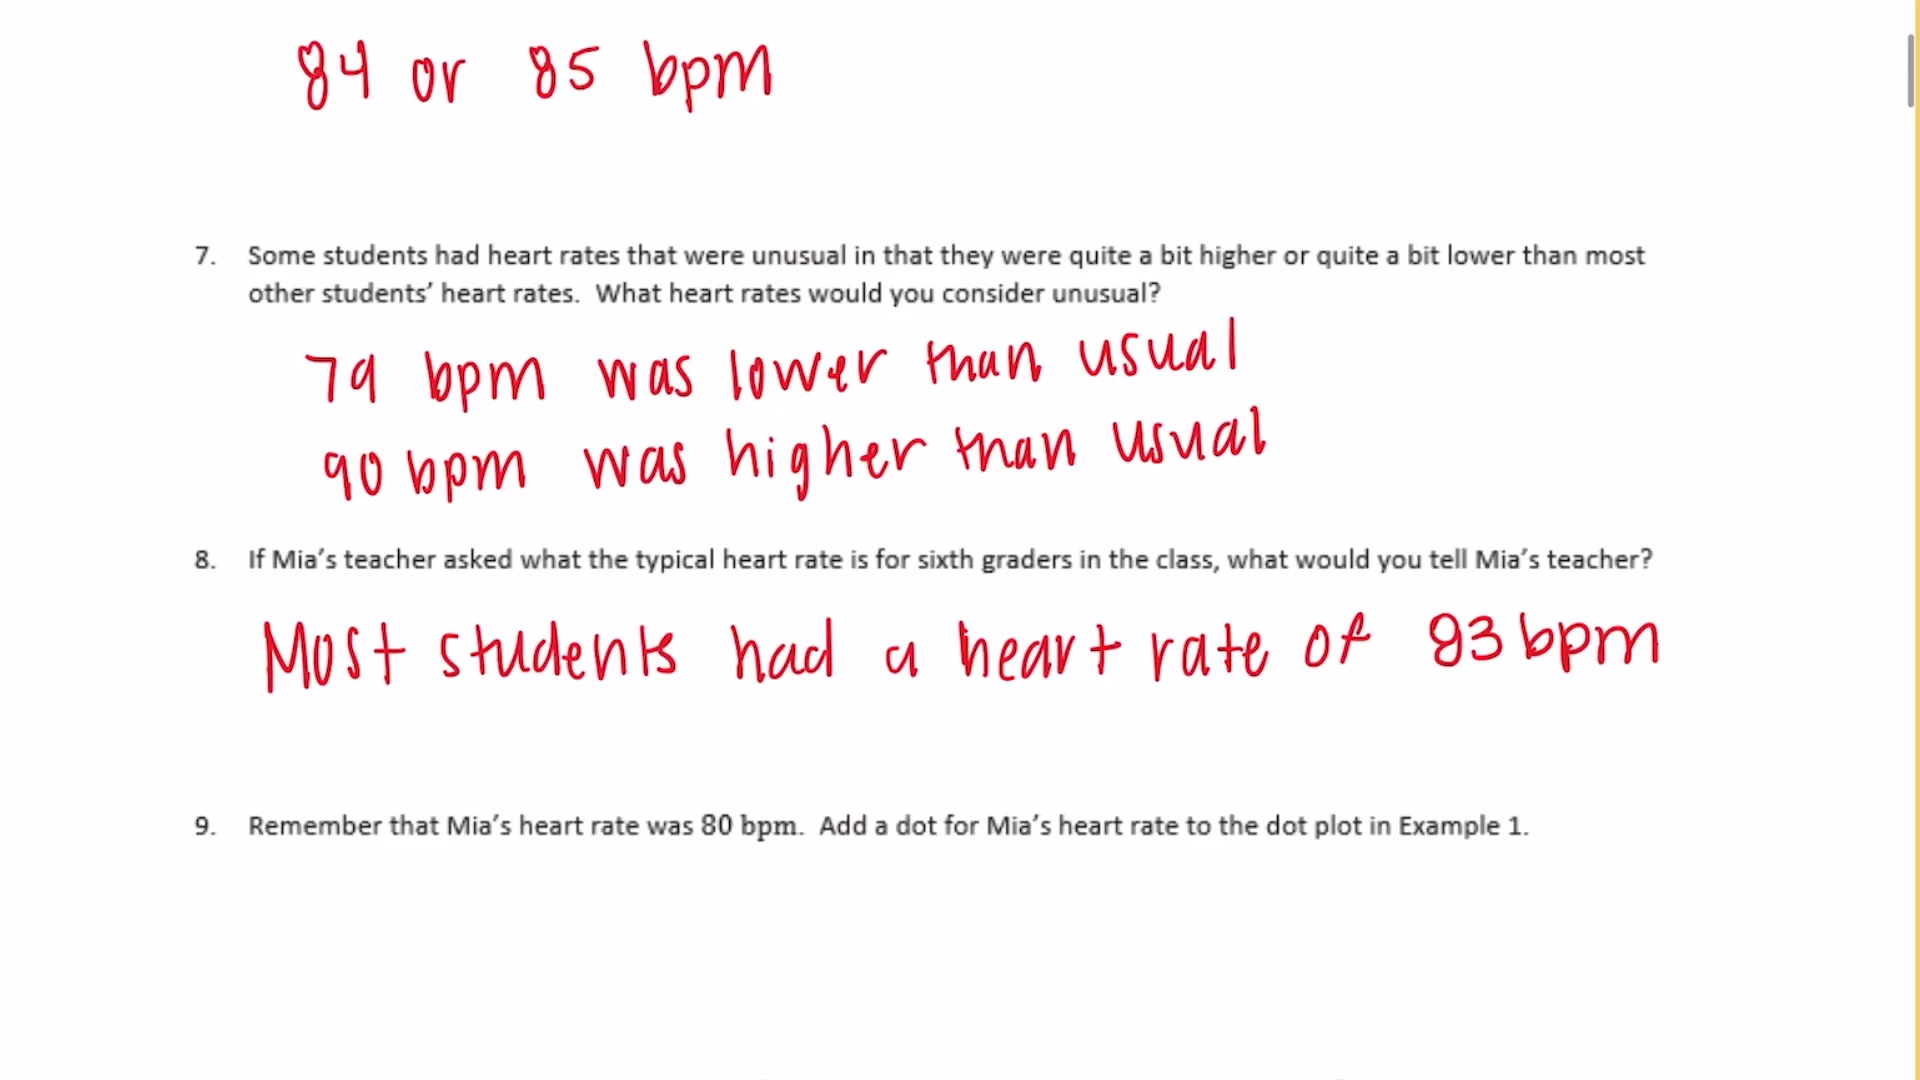 84 or 85 bpm
7. Some students had heart rates that were unusual in that they were quite a bit higher or quite a bit lower than most
other students' heart rates. What heart rates would you consider unusual?
79 bpm was lower than usual
90 bpm was higher than usual
8. If Mia's teacher asked what the typical heart rate is for sixth graders in the class, what would you tell Mia's teacher?
Most students had a heart rate of 83 bpm
9. Remember that Mia's heart rate was 80 bpm. Add a dot for Mia's heart rate to the dot plot in Example 1.